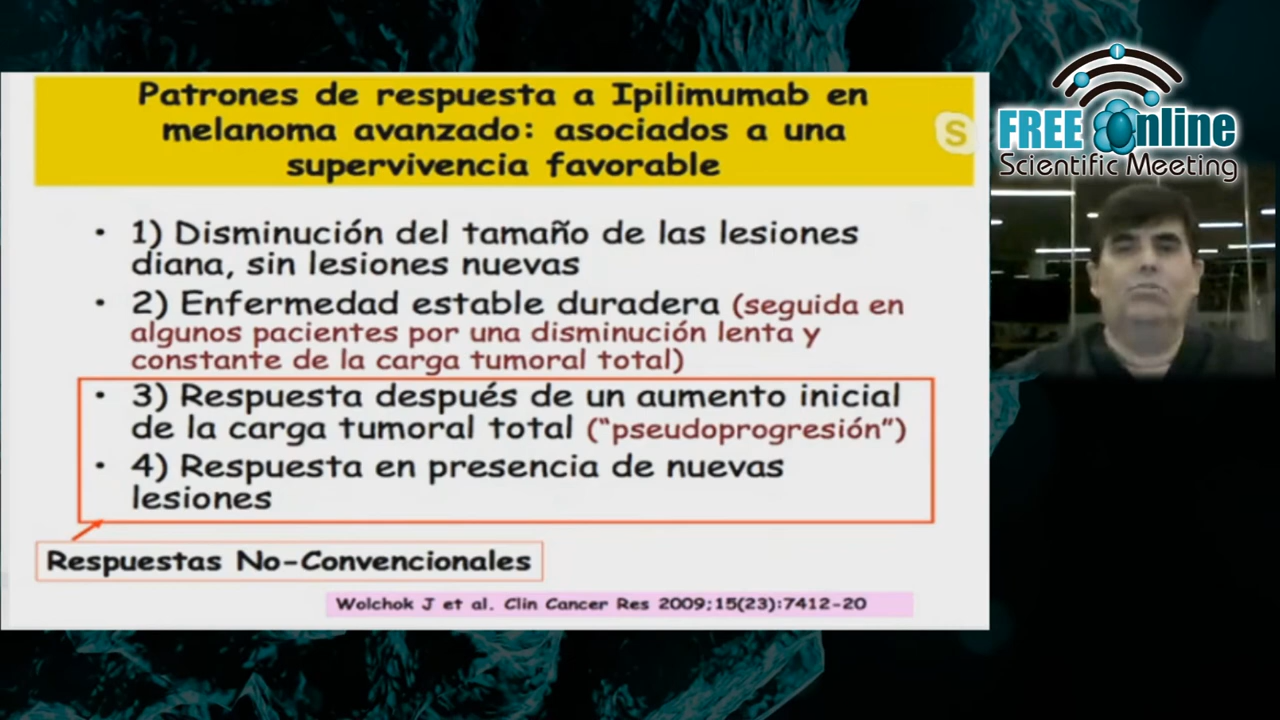 Patrones de respuesta a Ipilimumab en
melanoma avanzado: asociados a una
supervivencia favorable
S
FREE Online
Scientific Meeting
• 1) Disminución del tamaño de las lesiones
diana, sin lesiones nuevas
• 2) Enfermedad estable duradera (seguida en
algunos pacientes por una disminución lenta y
constante de la carga tumoral total)
• 3) Respuesta después de un aumento inicial
de la carga tumoral total (“pseudoprogresión”)
• 4) Respuesta en presencia de nuevas
lesiones
Respuestas No-Convencionales
Wolchok J et al. Clin Cancer Res 2009;15(23):7412-20